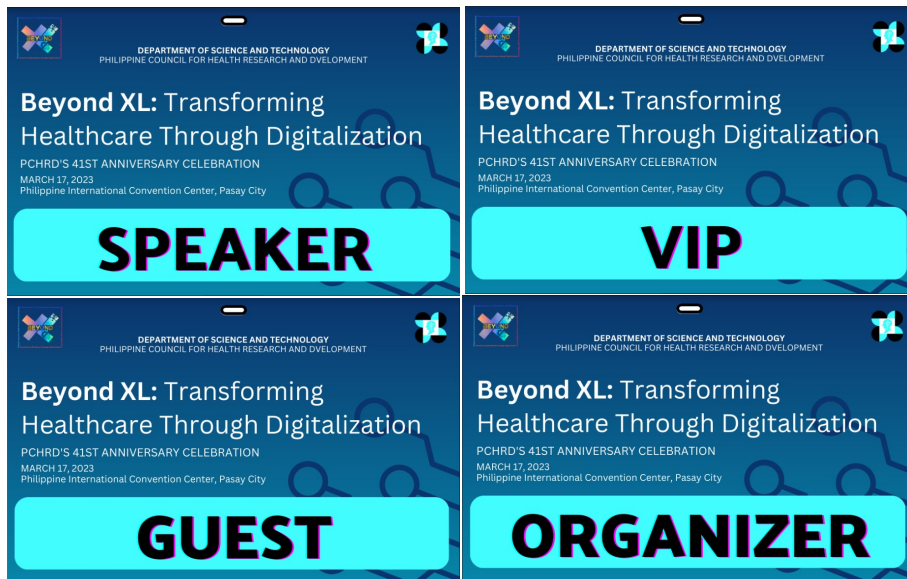 BEYOND
DEPARTMENT OF SCIENCE AND TECHNOLOGY
PHILIPPINE COUNCIL FOR HEALTH RESEARCH AND DVELOPMENT
Beyond XL: Transforming
Healthcare Through Digitalization
PCHRD'S 41ST ANNIVERSARY CELEBRATION
MARCH 17, 2023
Philippine International Convention Center, Pasay City
SPEAKER
BEYOND
DEPARTMENT OF SCIENCE AND TECHNOLOGY
PHILIPPINE COUNCIL FOR HEALTH RESEARCH AND DVELOPMENT
Beyond XL: Transforming
Healthcare Through Digitalization
PCHRD'S 41ST ANNIVERSARY CELEBRATION
MARCH 17, 2023
Philippine International Convention Center, Pasay City
VIP
BEYOND
DEPARTMENT OF SCIENCE AND TECHNOLOGY
PHILIPPINE COUNCIL FOR HEALTH RESEARCH AND DVELOPMENT
Beyond XL: Transforming
Healthcare Through Digitalization
PCHRD'S 41ST ANNIVERSARY CELEBRATION
MARCH 17, 2023
Philippine International Convention Center, Pasay City
GUEST
BEYOND
DEPARTMENT OF SCIENCE AND TECHNOLOGY
PHILIPPINE COUNCIL FOR HEALTH RESEARCH AND DVELOPMENT
Beyond XL: Transforming
Healthcare Through Digitalization
PCHRD'S 41ST ANNIVERSARY CELEBRATION
MARCH 17, 2023
Philippine International Convention Center, Pasay City
ORGANIZER